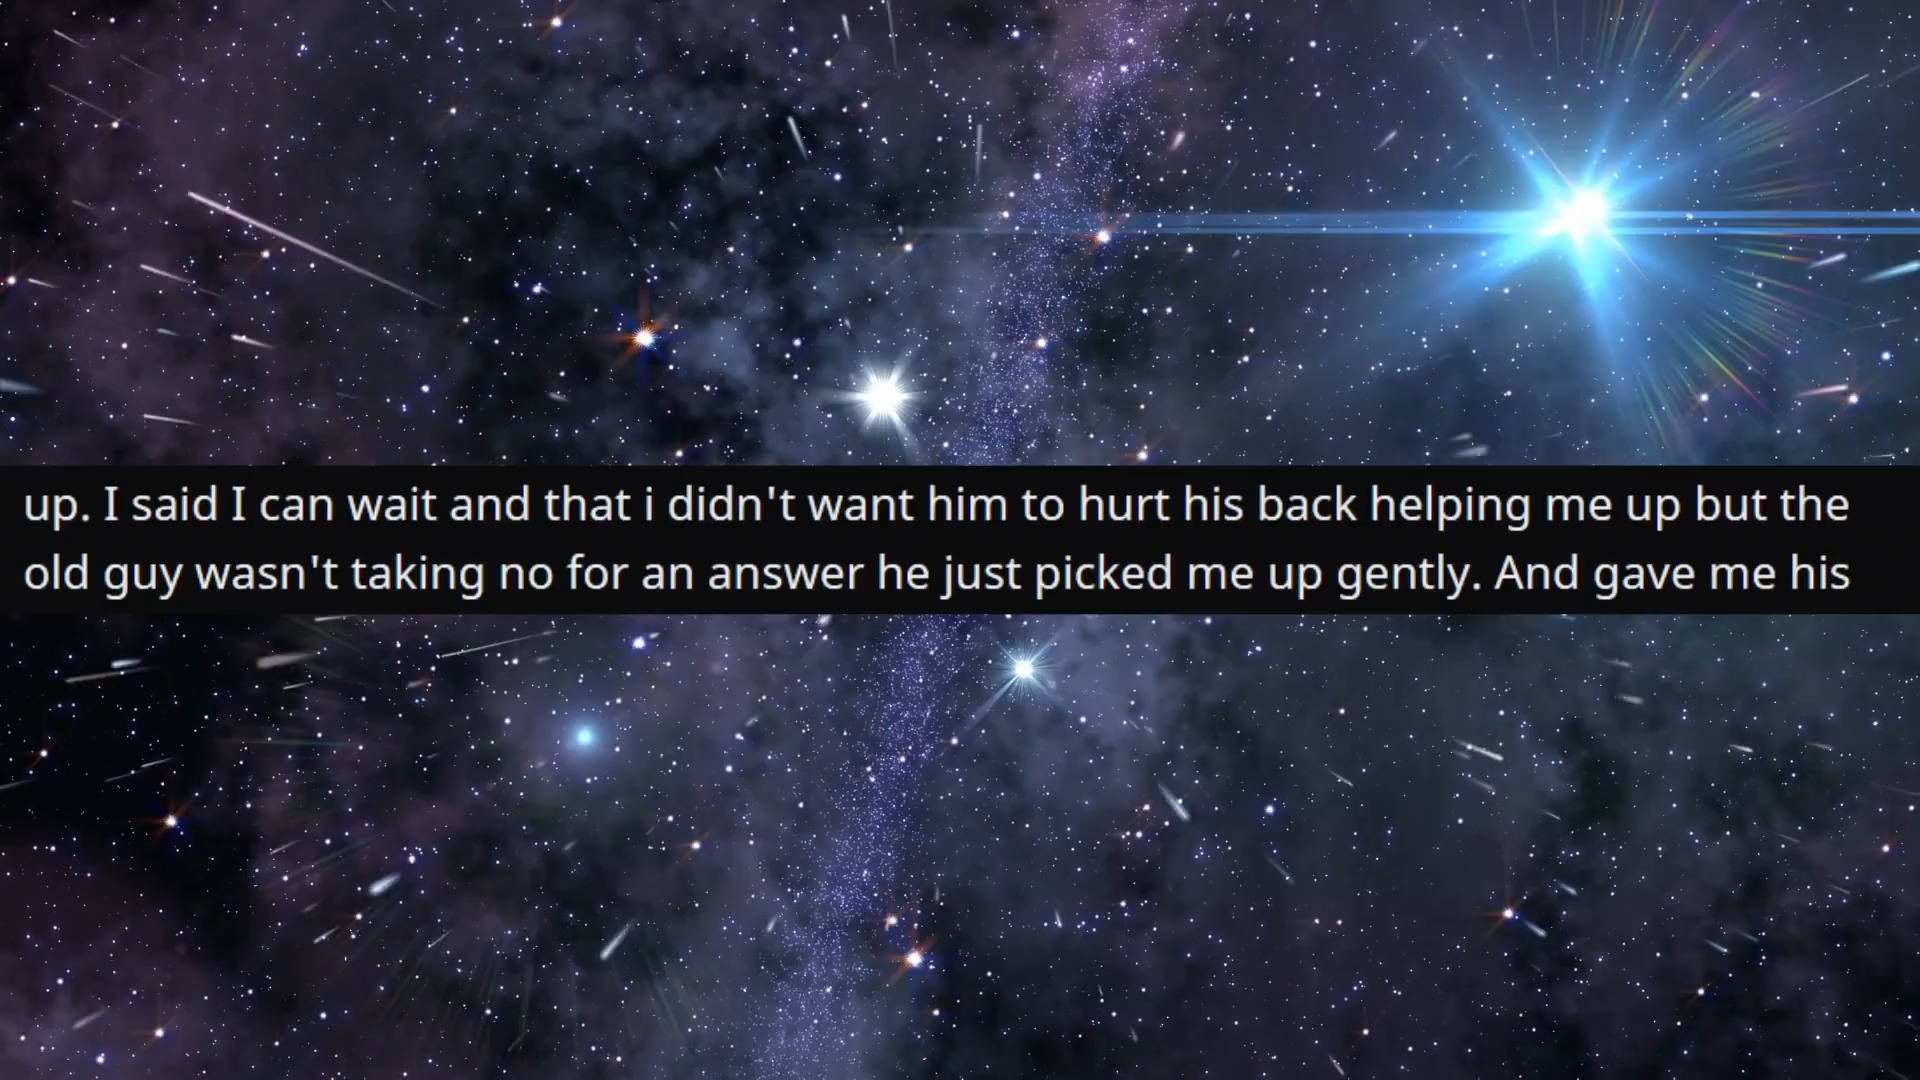 up. I said I can wait and that i didn't want him to hurt his back helping me up but the
old guy wasn't taking no for an answer he just picked me up gently. And gave me his